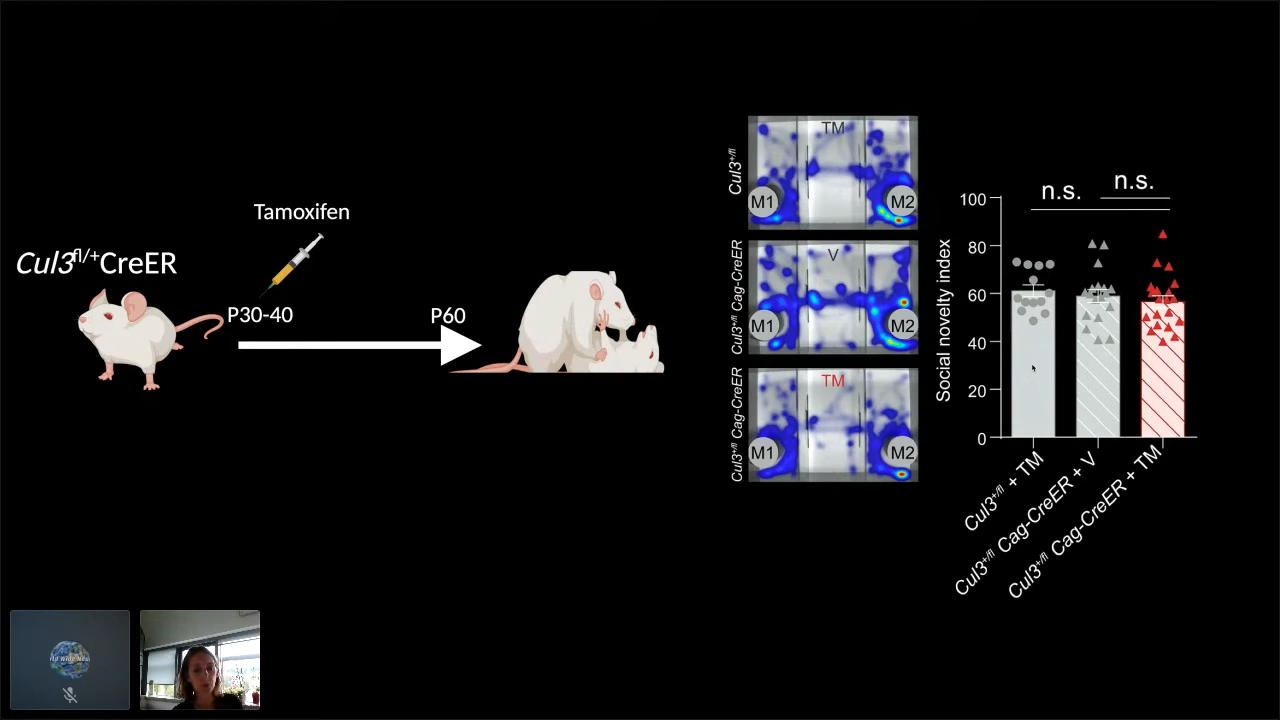 Tamoxifen
Cul3fl/+CreER
P30-40
P60
Cul3+/fl
TM
M1
M2
Cul3+/fl Cag-CreER
V
M1
M2
Cul3+/fl Cag-CreER
TM
M1
M2
n.s.
n.s.
Social novelty index
100
80
60
40
20
0
Cul3+/fl + TM
Cul3+/fl Cag-CreER + V
Cul3+/fl Cag-CreER + TM